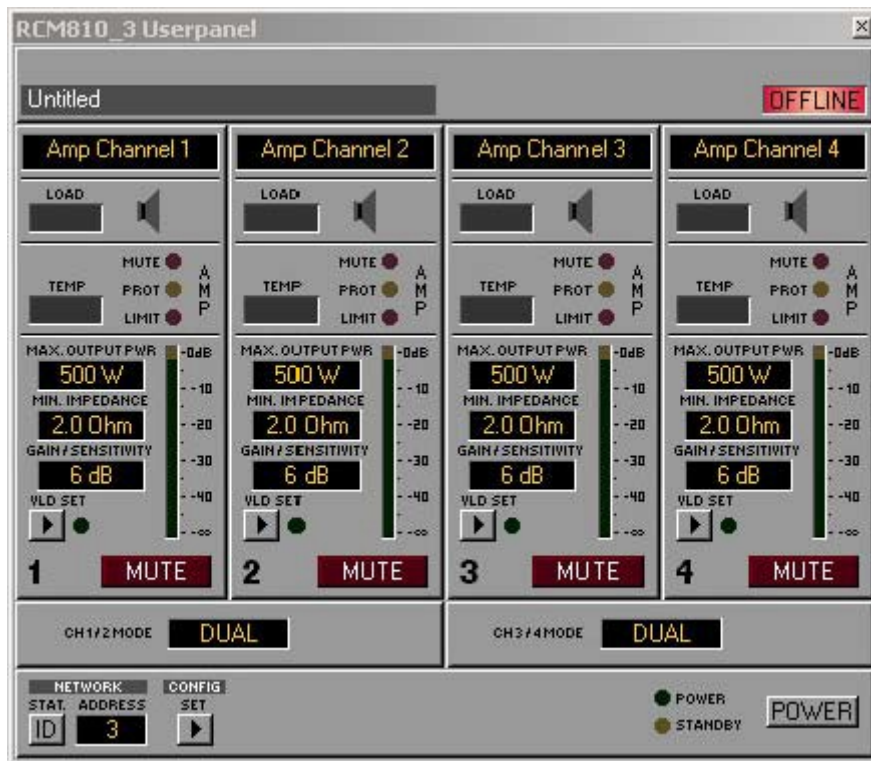 RCM810_3 Userpanel
Untitled
OFFLINE
Amp Channel 1
LOAD
MUTE
TEMP
PROT
LIMIT
AMP
MAX. OUTPUT PWR
500 W
MIN. IMPEDANCE
2.0 Ohm
GAIN / SENSITIVITY
6 dB
VLD SET
-0dB
-10
-20
-30
-40
-∞
1
MUTE
Amp Channel 2
LOAD
MUTE
TEMP
PROT
LIMIT
AMP
MAX. OUTPUT PWR
500 W
MIN. IMPEDANCE
2.0 Ohm
GAIN / SENSITIVITY
6 dB
VLD SET
-0dB
-10
-20
-30
-40
-∞
2
MUTE
Amp Channel 3
LOAD
MUTE
TEMP
PROT
LIMIT
AMP
MAX. OUTPUT PWR
500 W
MIN. IMPEDANCE
2.0 Ohm
GAIN / SENSITIVITY
6 dB
VLD SET
-0dB
-10
-20
-30
-40
-∞
3
MUTE
Amp Channel 4
LOAD
MUTE
TEMP
PROT
LIMIT
AMP
MAX. OUTPUT PWR
500 W
MIN. IMPEDANCE
2.0 Ohm
GAIN / SENSITIVITY
6 dB
VLD SET
-0dB
-10
-20
-30
-40
-∞
4
MUTE
CH1/2 MODE DUAL
CH3/4 MODE DUAL
NETWORK
STAT. ADDRESS
ID 3
CONFIG
SET
POWER
STANDBY
POWER